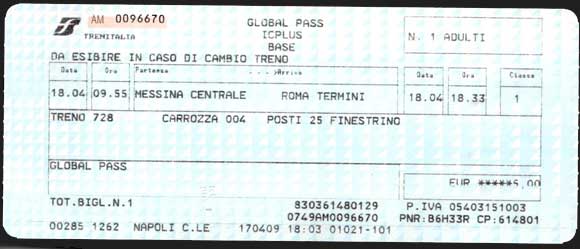 AM 0096670
TRENITALIA
GLOBAL PASS
ICPLUS
BASE
N. 1 ADULTI
DA ESIBIRE IN CASO DI CAMBIO TRENO
Data Ora Partenza ...>Arrivo Data Ora Classe
18.04 09.55 MESSINA CENTRALE ROMA TERMINI 18.04 18.33 1
TRENO 728 CARROZZA 004 POSTI 25 FINESTRINO
GLOBAL PASS
EUR *****5,00
TOT.BIGL.N.1 830361480129 P.IVA 05403151003
0749AM0096670 PNR:B6H33R CP:614801
00285 1262 NAPOLI C.LE 170409 18:03 01021-101